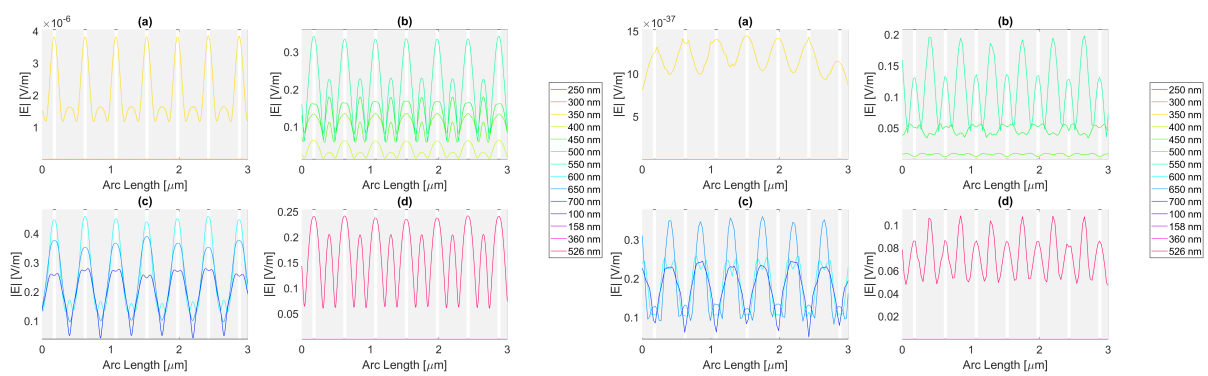 (a)
×10⁻⁶
4
3
2
1
|E| [V/m]
0 1 2 3
Arc Length [μm]
(b)
0.3
0.2
0.1
|E| [V/m]
0 1 2 3
Arc Length [μm]
(c)
0.4
0.3
0.2
0.1
|E| [V/m]
0 1 2 3
Arc Length [μm]
(d)
0.25
0.2
0.15
0.1
0.05
|E| [V/m]
0 1 2 3
Arc Length [μm]
250 nm
300 nm
350 nm
400 nm
450 nm
500 nm
550 nm
600 nm
650 nm
700 nm
100 nm
158 nm
360 nm
526 nm
(a)
×10⁻³⁷
15
10
5
|E| [V/m]
0 1 2 3
Arc Length [μm]
(b)
0.2
0.15
0.1
0.05
|E| [V/m]
0 1 2 3
Arc Length [μm]
(c)
0.3
0.2
0.1
|E| [V/m]
0 1 2 3
Arc Length [μm]
(d)
0.1
0.08
0.06
0.04
0.02
|E| [V/m]
0 1 2 3
Arc Length [μm]
250 nm
300 nm
350 nm
400 nm
450 nm
500 nm
550 nm
600 nm
650 nm
700 nm
100 nm
158 nm
360 nm
526 nm